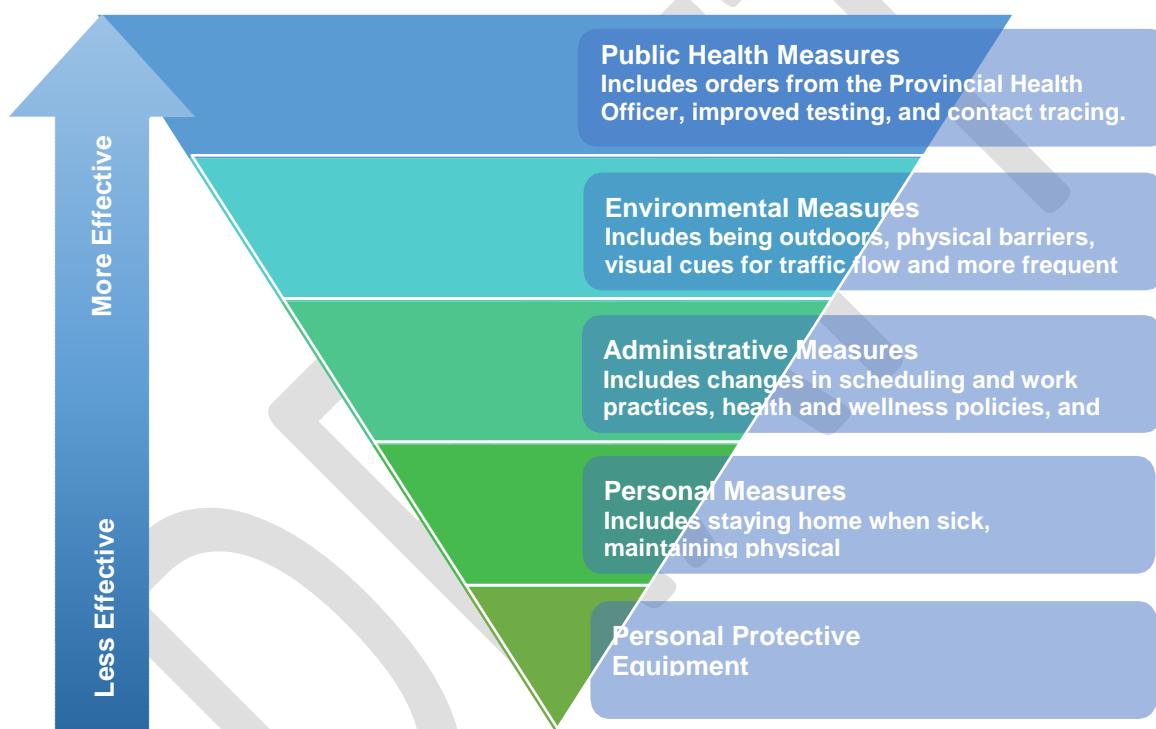 Public Health Measures
Includes orders from the Provincial Health
Officer, improved testing, and contact tracing.
More Effective
Environmental Measures
Includes being outdoors, physical barriers,
visual cues for traffic flow and more frequent
Administrative Measures
Includes changes in scheduling and work
practices, health and wellness policies, and
Personal Measures
Includes staying home when sick,
maintaining physical
Less Effective
Personal Protective
Equipment